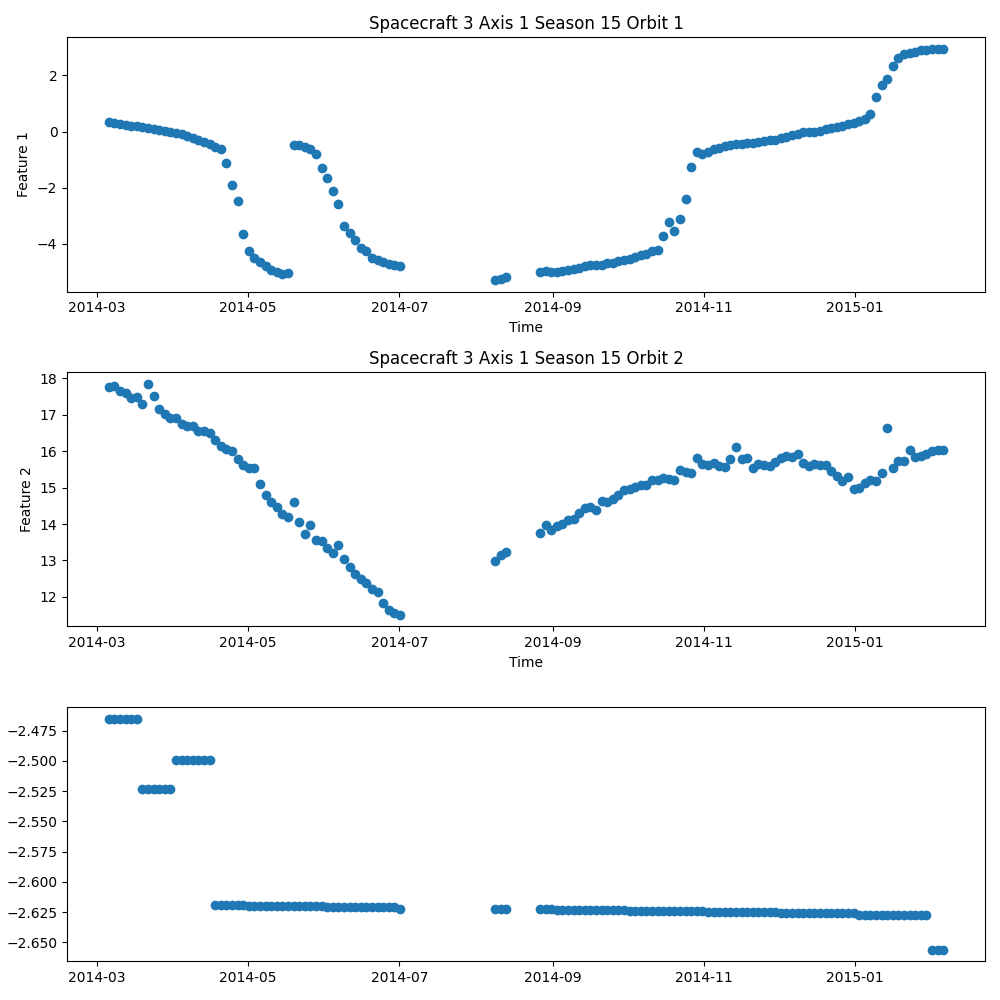 Spacecraft 3 Axis 1 Season 15 Orbit 1
2
0
−2
−4
Feature 1
2014-03 2014-05 2014-07 2014-09 2014-11 2015-01
Time
Spacecraft 3 Axis 1 Season 15 Orbit 2
18
17
16
15
14
13
12
Feature 2
2014-03 2014-05 2014-07 2014-09 2014-11 2015-01
Time
−2.475
−2.500
−2.525
−2.550
−2.575
−2.600
−2.625
−2.650
2014-03 2014-05 2014-07 2014-09 2014-11 2015-01